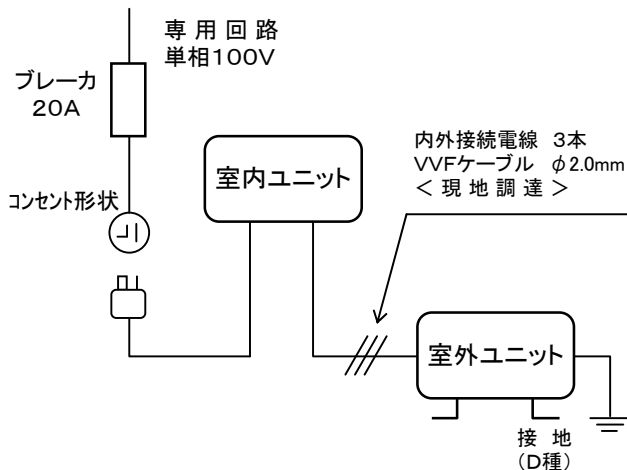 専用回路
単相100V
ブレーカ
20A
コンセント形状
室内ユニット
内外接続電線 3本
VVFケーブル φ2.0mm
<現地調達>
室外ユニット
接地
(D種)